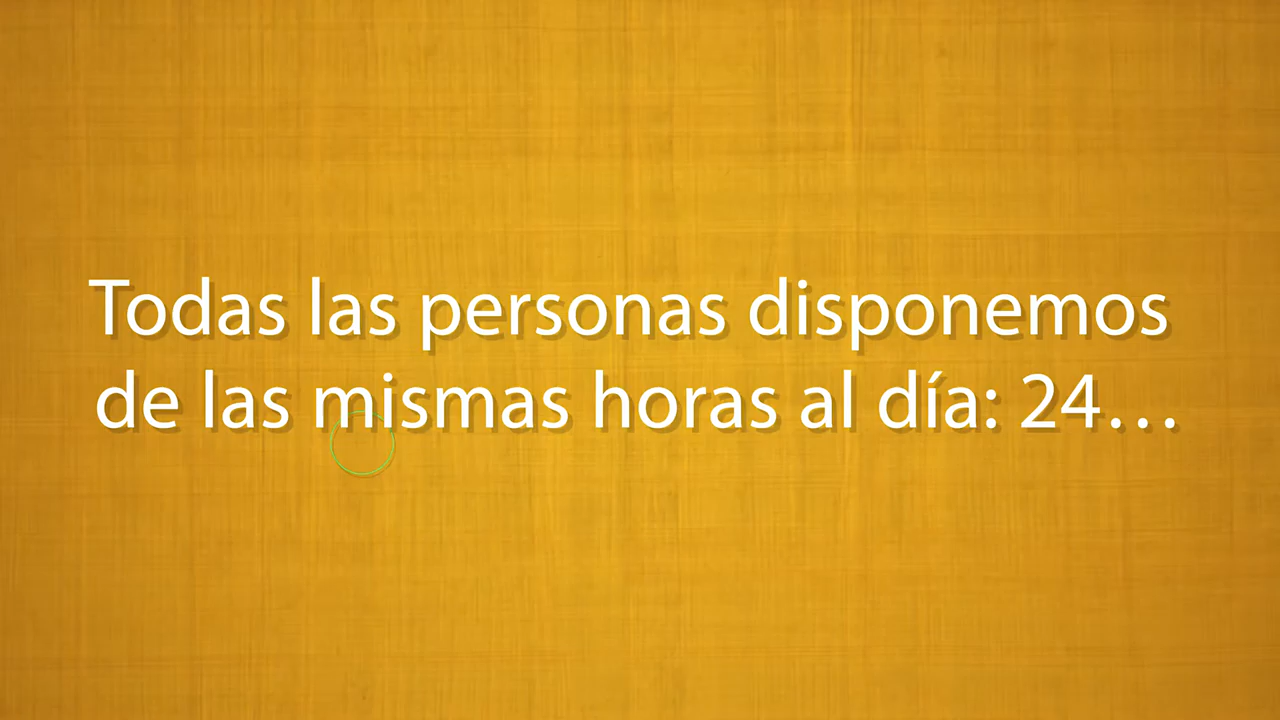 Todas las personas disponemos
de las mismas horas al día: 24…